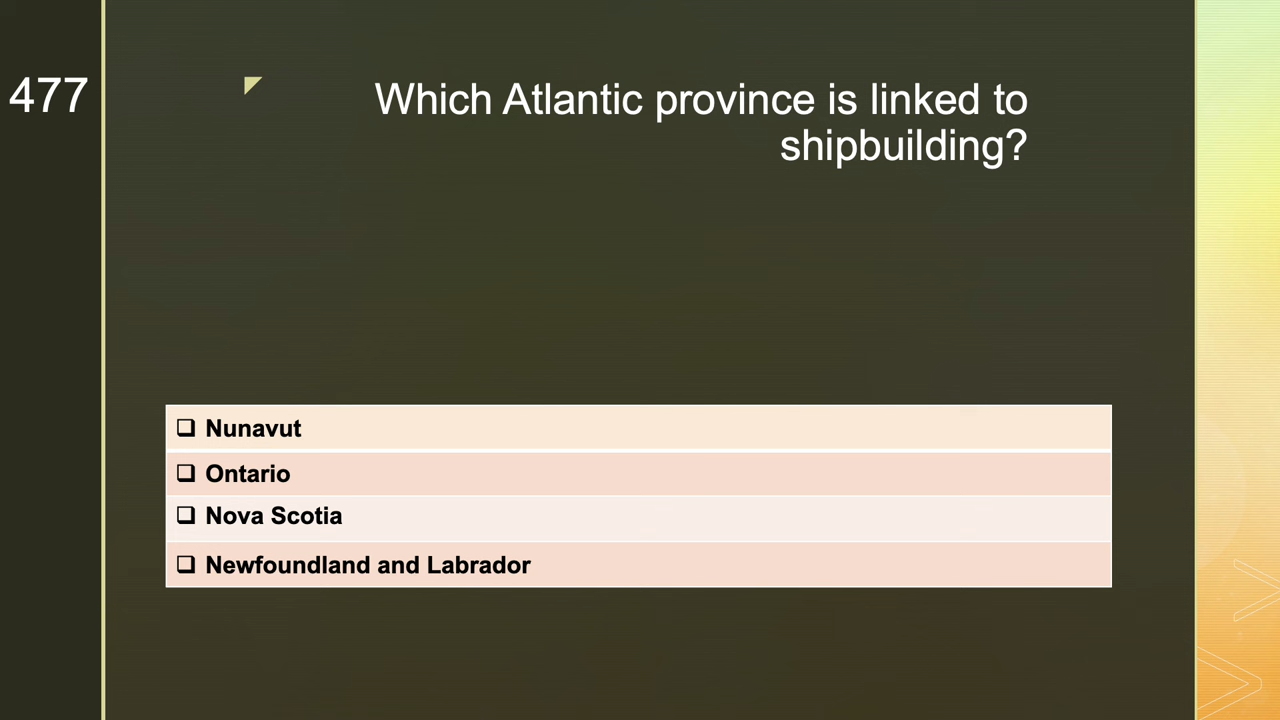 477
Which Atlantic province is linked to
shipbuilding?
❑ Nunavut
❑ Ontario
❑ Nova Scotia
❑ Newfoundland and Labrador